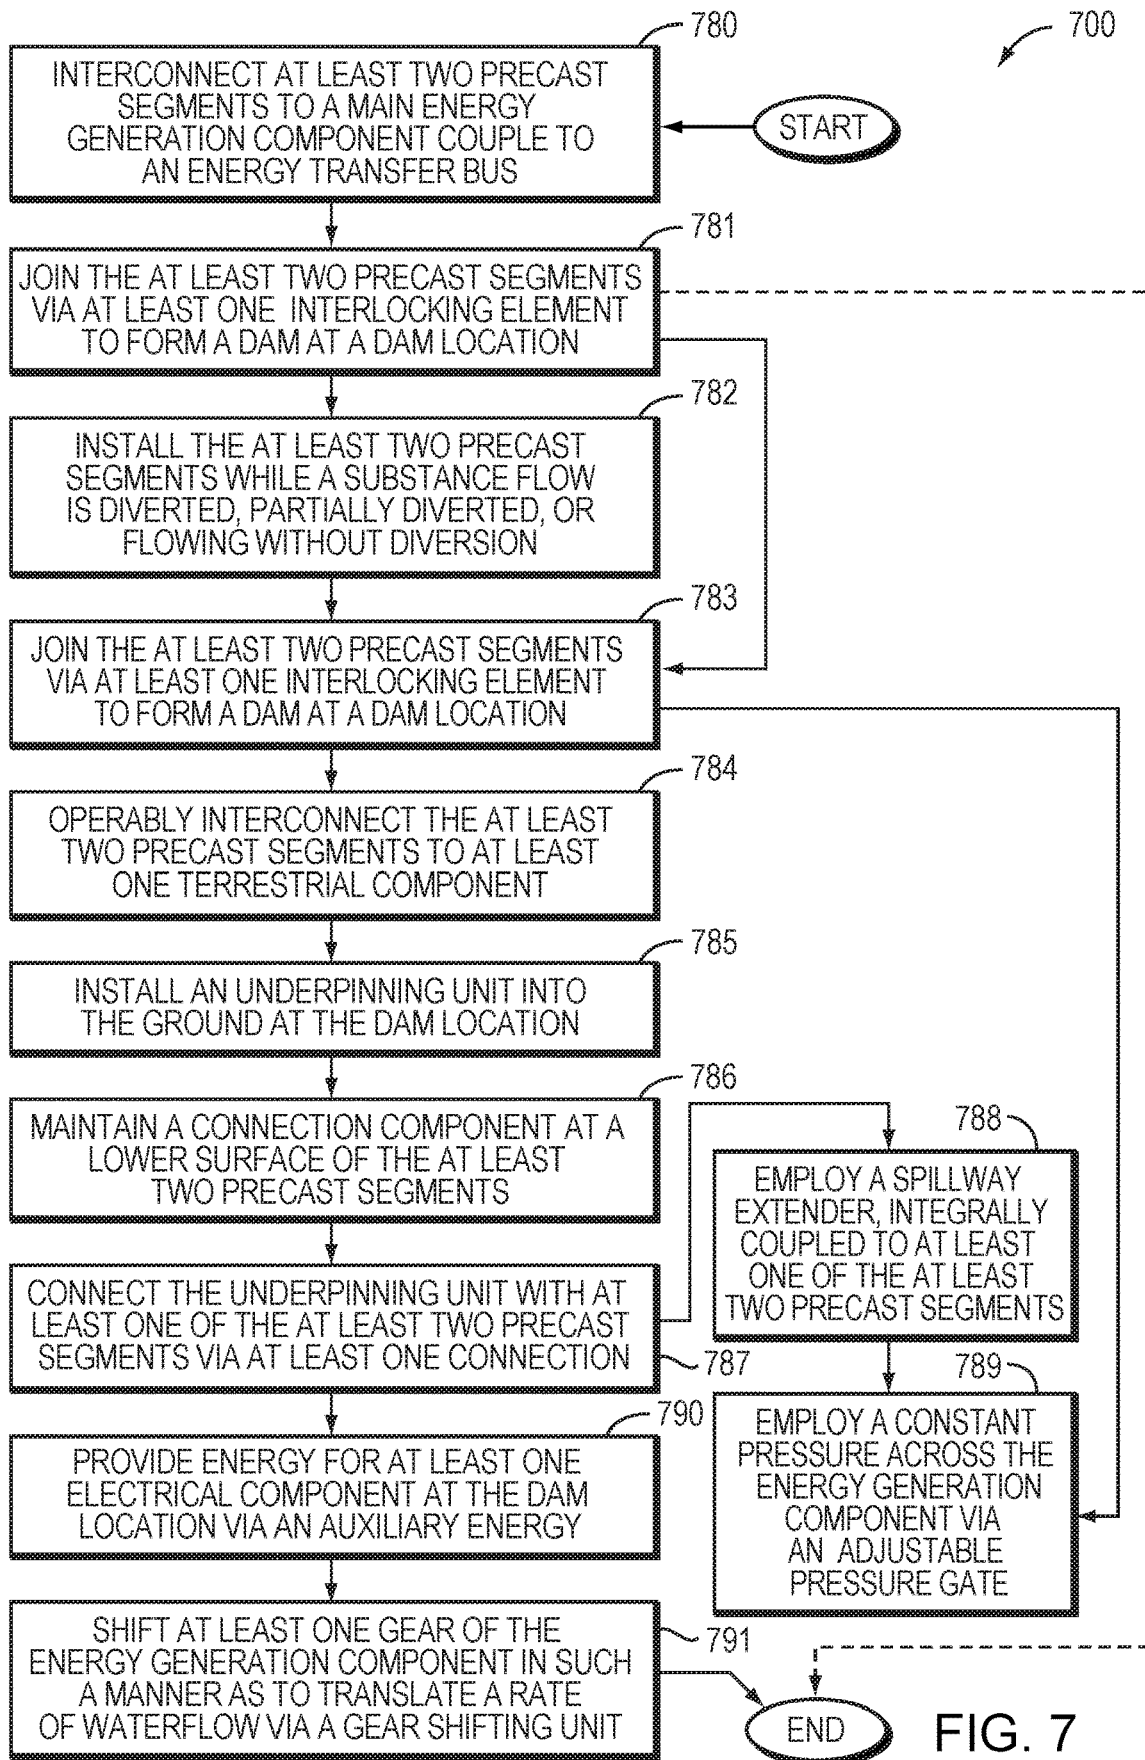 780
700
INTERCONNECT AT LEAST TWO PRECAST
SEGMENTS TO A MAIN ENERGY
GENERATION COMPONENT COUPLE TO
AN ENERGY TRANSFER BUS
START
781
JOIN THE AT LEAST TWO PRECAST SEGMENTS
VIA AT LEAST ONE INTERLOCKING ELEMENT
TO FORM A DAM AT A DAM LOCATION
782
INSTALL THE AT LEAST TWO PRECAST
SEGMENTS WHILE A SUBSTANCE FLOW
IS DIVERTED, PARTIALLY DIVERTED, OR
FLOWING WITHOUT DIVERSION
783
JOIN THE AT LEAST TWO PRECAST SEGMENTS
VIA AT LEAST ONE INTERLOCKING ELEMENT
TO FORM A DAM AT A DAM LOCATION
784
OPERABLY INTERCONNECT THE AT LEAST
TWO PRECAST SEGMENTS TO AT LEAST
ONE TERRESTRIAL COMPONENT
785
INSTALL AN UNDERPINNING UNIT INTO
THE GROUND AT THE DAM LOCATION
786
MAINTAIN A CONNECTION COMPONENT AT A
LOWER SURFACE OF THE AT LEAST
TWO PRECAST SEGMENTS
788
EMPLOY A SPILLWAY
EXTENDER, INTEGRALLY
COUPLED TO AT LEAST
ONE OF THE AT LEAST
TWO PRECAST SEGMENTS
CONNECT THE UNDERPINNING UNIT WITH AT
LEAST ONE OF THE AT LEAST TWO PRECAST
SEGMENTS VIA AT LEAST ONE CONNECTION
787
789
EMPLOY A CONSTANT
PRESSURE ACROSS THE
ENERGY GENERATION
COMPONENT VIA
AN ADJUSTABLE
PRESSURE GATE
790
PROVIDE ENERGY FOR AT LEAST ONE
ELECTRICAL COMPONENT AT THE DAM
LOCATION VIA AN AUXILIARY ENERGY
SHIFT AT LEAST ONE GEAR OF THE
ENERGY GENERATION COMPONENT IN SUCH
A MANNER AS TO TRANSLATE A RATE
OF WATERFLOW VIA A GEAR SHIFTING UNIT
791
END
FIG. 7